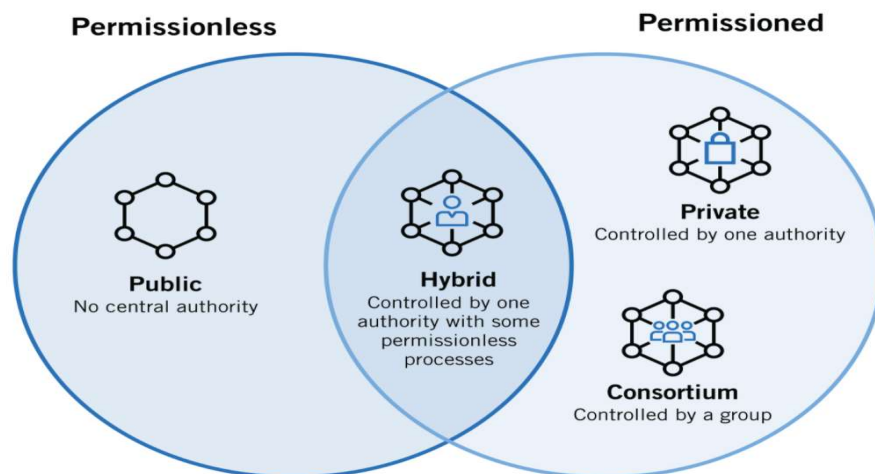 Permissionless
Permissioned
Public
No central authority
Hybrid
Controlled by one
authority with some
permissionless
processes
Private
Controlled by one authority
Consortium
Controlled by a group